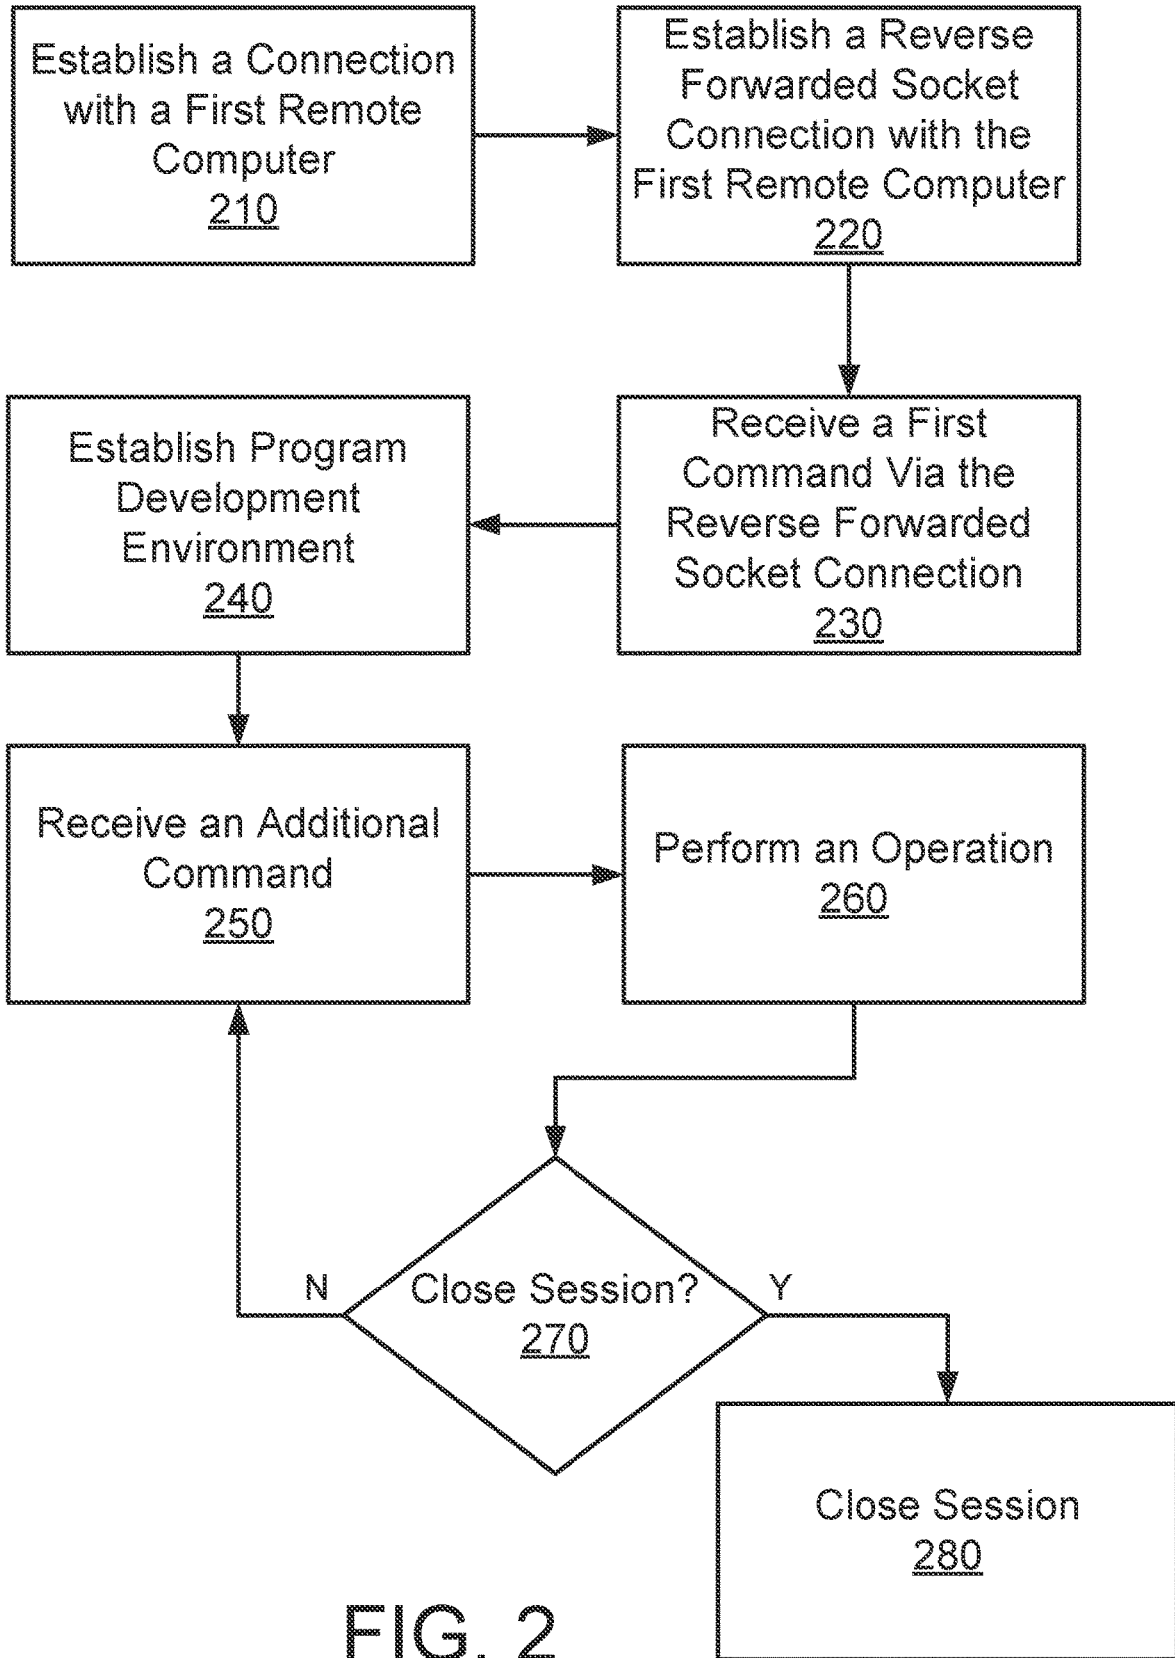 Establish a Connection
with a First Remote
Computer
210
Establish a Reverse
Forwarded Socket
Connection with the
First Remote Computer
220
Receive a First
Command Via the
Reverse Forwarded
Socket Connection
230
Establish Program
Development
Environment
240
Receive an Additional
Command
250
Perform an Operation
260
Close Session?
270
N
Y
Close Session
280
FIG. 2